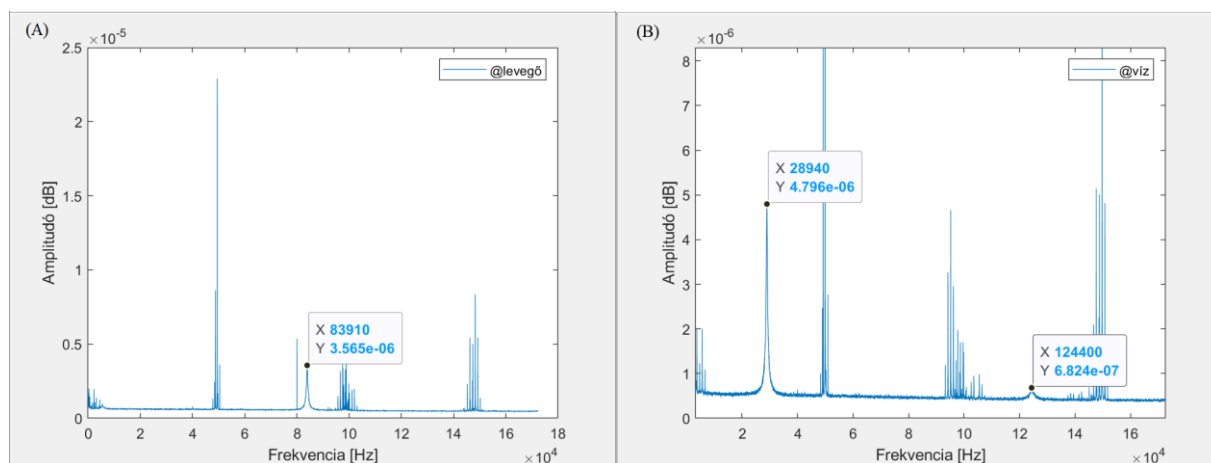 (A)
×10-5
2.5
2
1.5
1
0.5
0
@levegő
X 83910
Y 3.565e-06
0 2 4 6 8 10 12 14 16 18
×10^4
Frekvencia [Hz]
Amplitudó [dB]
(B)
×10-6
8
7
6
5
4
3
2
1
0
@víz
X 28940
Y 4.796e-06
X 124400
Y 6.824e-07
2 4 6 8 10 12 14 16
×10^4
Frekvencia [Hz]
Amplitudó [dB]